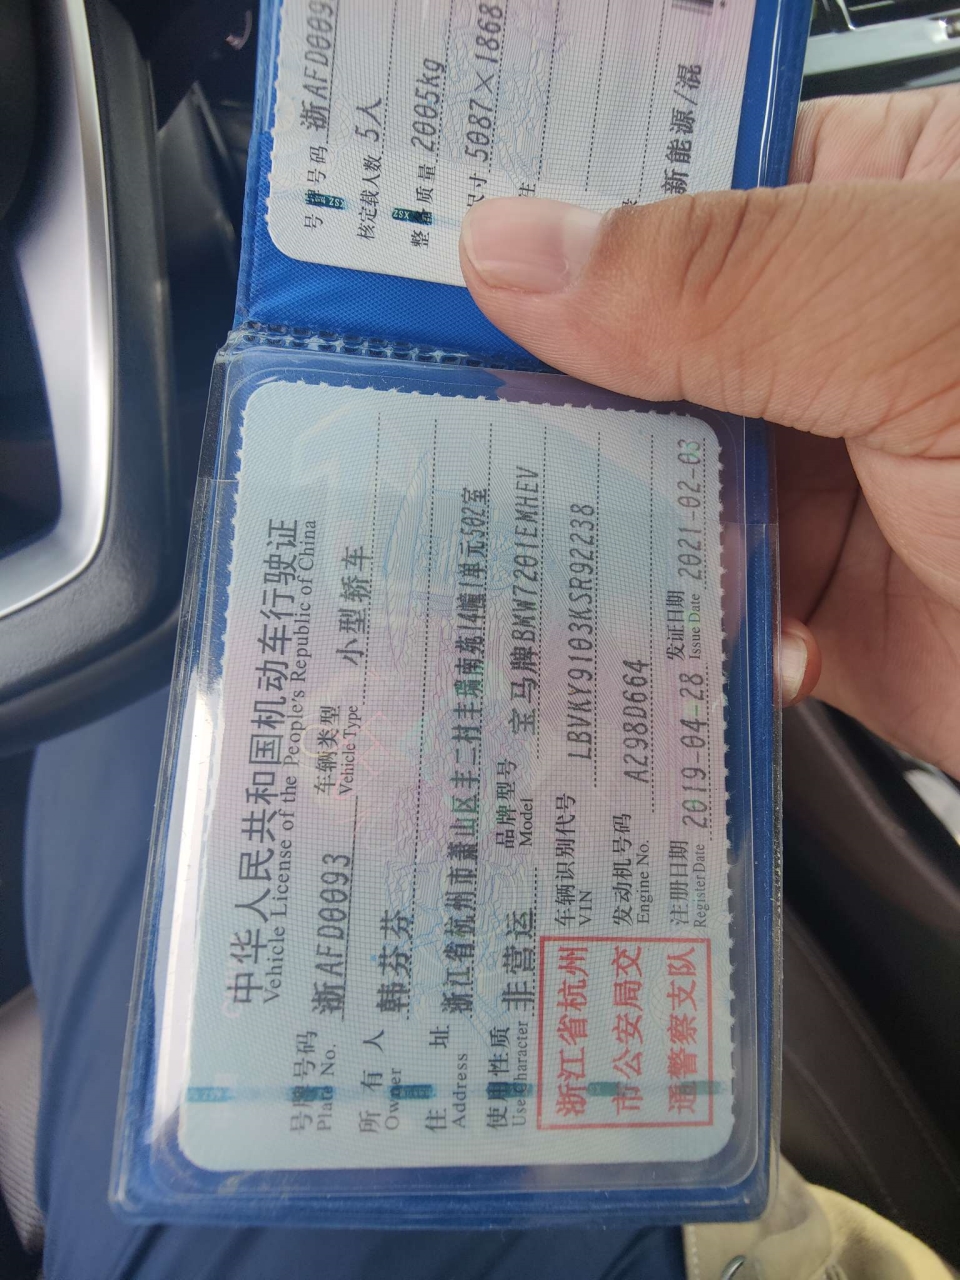 中华人民共和国机动车行驶证
Vehicle License of the People's Republic of China
号牌号码 浙AFD0093 车辆类型 小型轿车
Plate No. Vehicle Type
所有人 韩芬芬
Owner
住址 浙江省杭州市萧山区丰二村丰瑞南苑14幢1单元502室
Address
使用性质 非营运 品牌型号 宝马牌BMW7201EMHEV
Use Character Model
浙江省杭州
市公安局交
通警察支队
车辆识别代号 LBVKY9103KSR92238
VIN
发动机号码 A298D664
Engine No.
注册日期 2019-04-28 发证日期 2021-02-03
Register Date Issue Date
号牌号码 浙AFD009
核定载人数 5人
整备质量 2005kg
尺寸 5087×1868
注
新能源/混